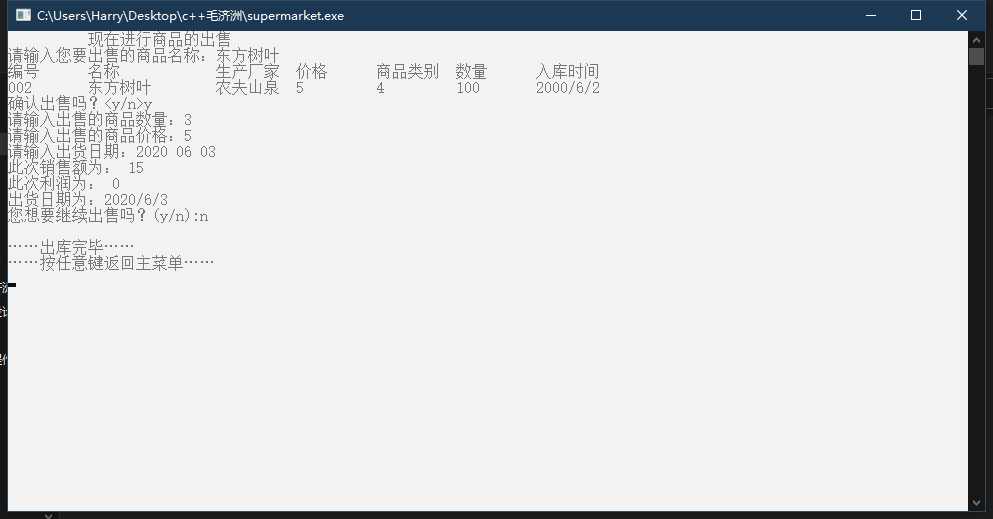 C:\Users\Harry\Desktop\c++毛济洲\supermarket.exe
现在进行商品的出售
请输入您要出售的商品名称：东方树叶
编号 名称 生产厂家 价格 商品类别 数量 入库时间
002 东方树叶 农夫山泉 5 4 100 2000/6/2
确认出售吗？<y/n>y
请输入出售的商品数量：3
请输入出售的商品价格：5
请输入出货日期：2020 06 03
此次销售额为： 15
此次利润为： 0
出货日期为：2020/6/3
您想要继续出售吗？(y/n):n
……出库完毕……
……按任意键返回主菜单……